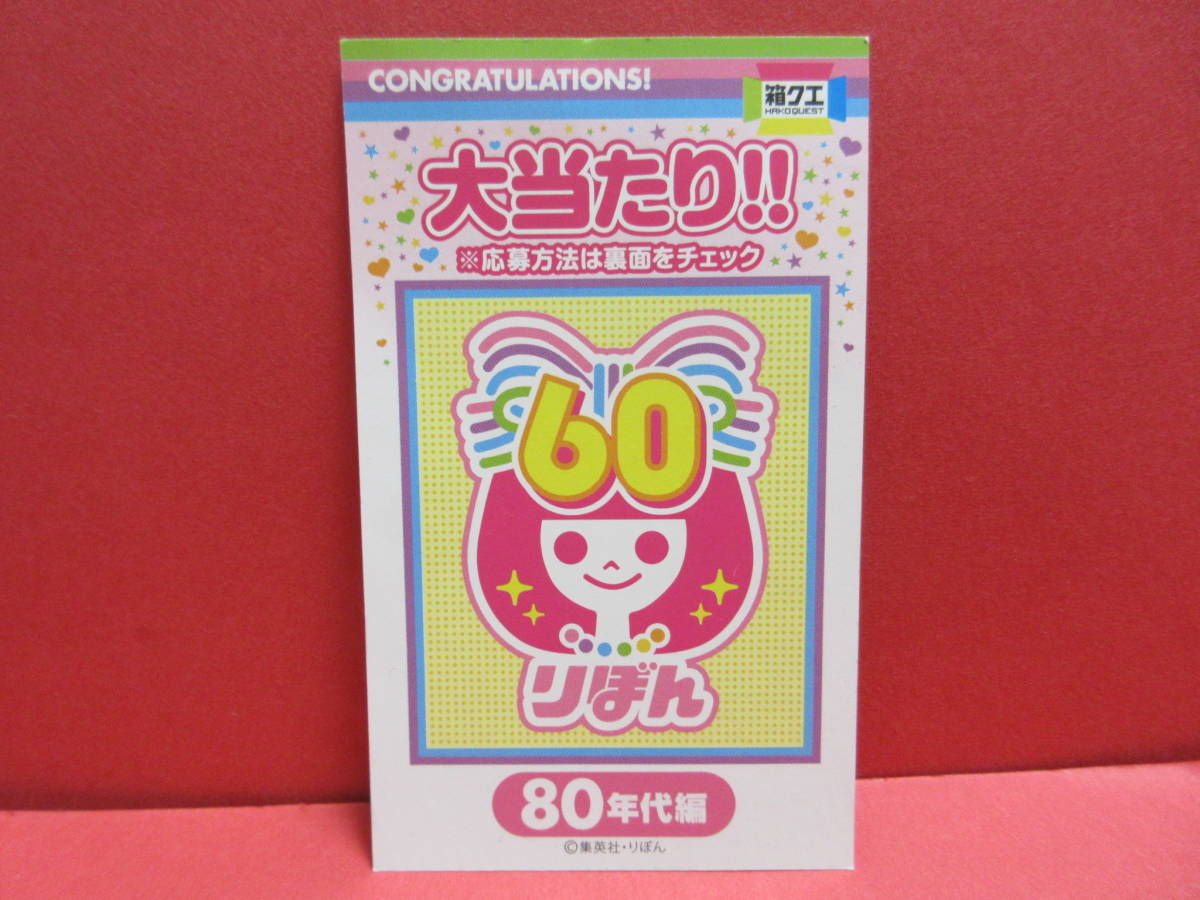 CONGRATULATIONS!
箱クエ
HAKOQUEST
大当たり!!
※応募方法は裏面をチェック
60
りぼん
80年代編
©集英社・りぼん